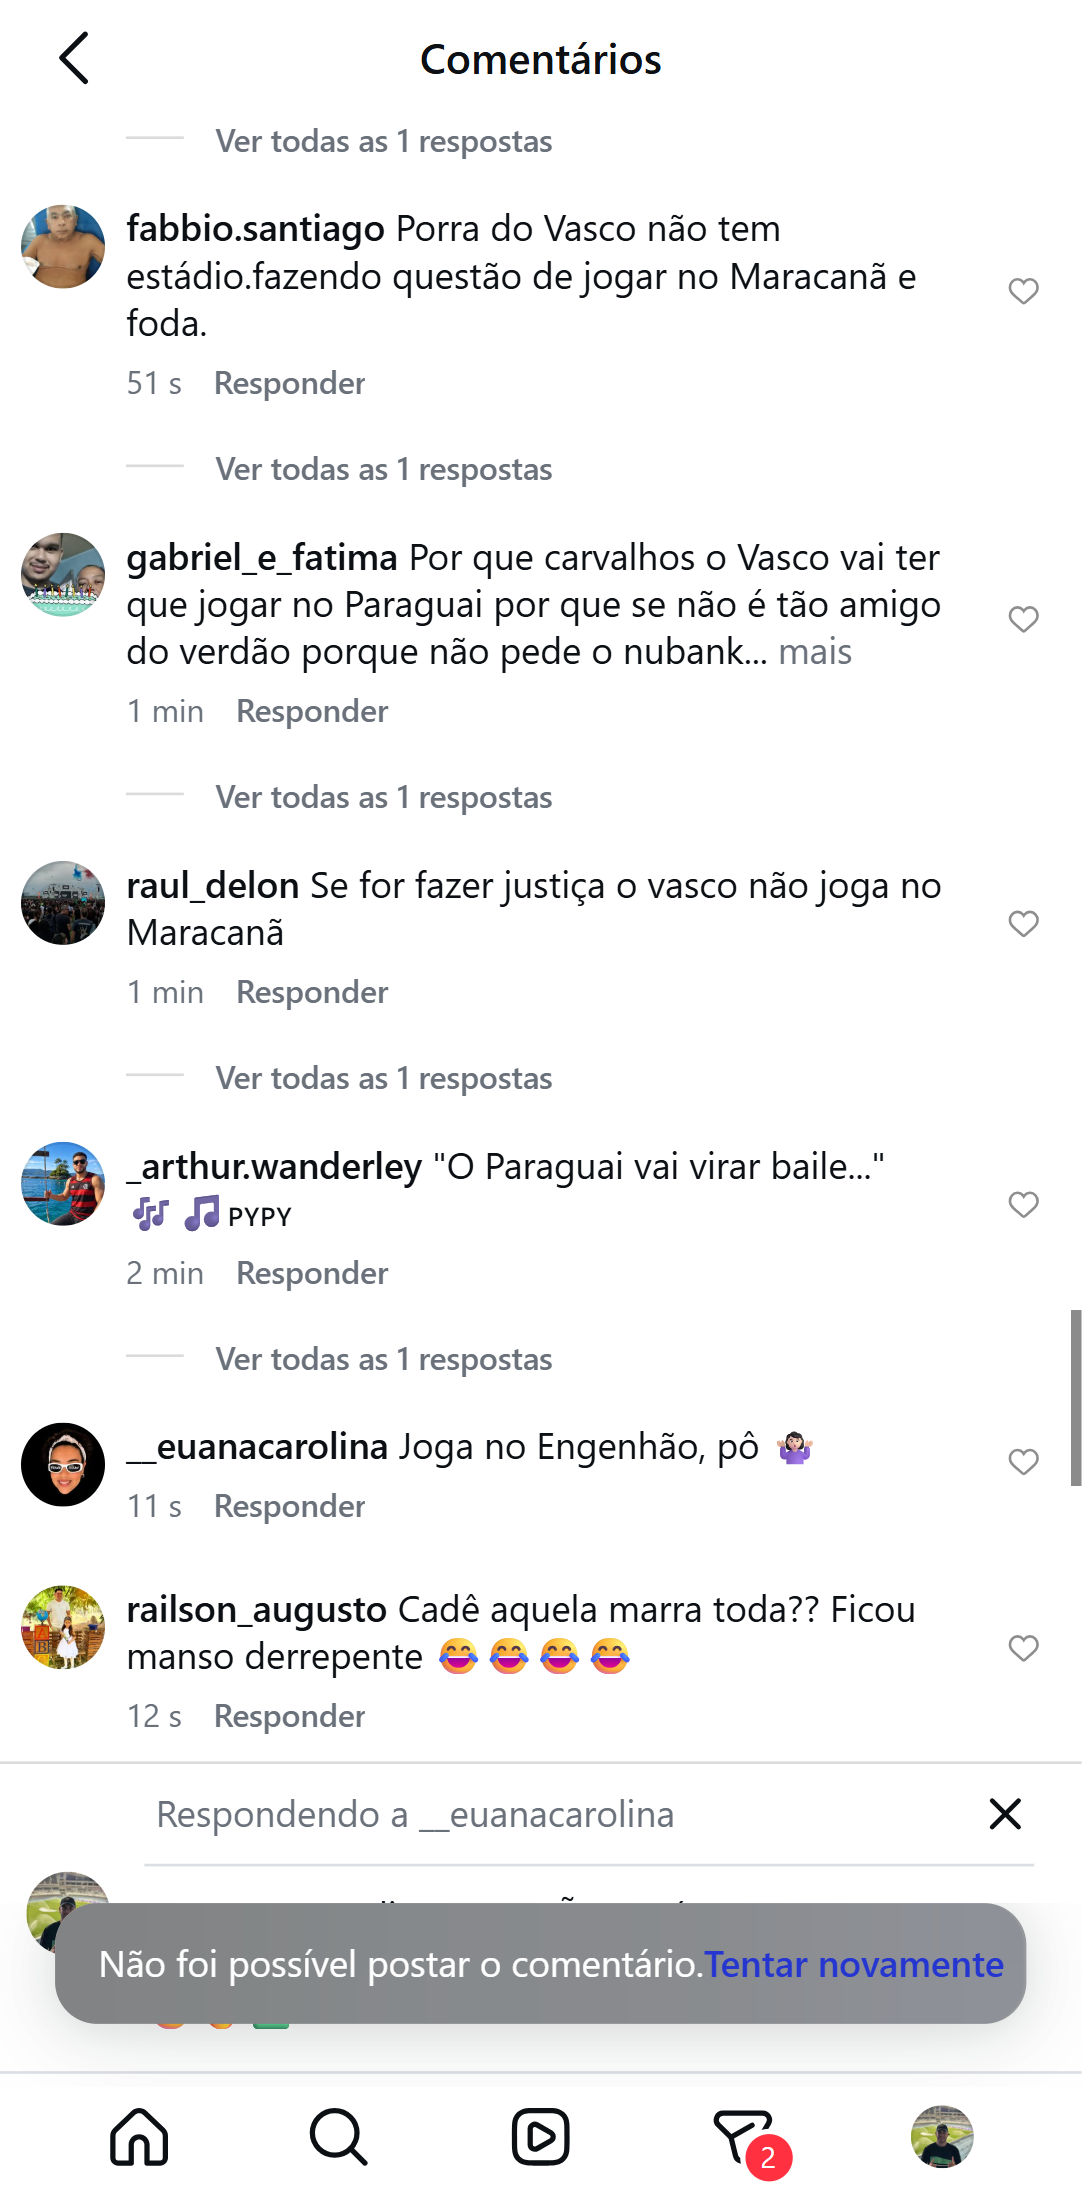 Comentários
Ver todas as 1 respostas
fabbio.santiago Porra do Vasco não tem
estádio.fazendo questão de jogar no Maracanã e
foda.
51 s Responder
Ver todas as 1 respostas
gabriel_e_fatima Por que carvalhos o Vasco vai ter
que jogar no Paraguai por que se não é tão amigo
do verdão porque não pede o nubank... mais
1 min Responder
Ver todas as 1 respostas
raul_delon Se for fazer justiça o vasco não joga no
Maracanã
1 min Responder
Ver todas as 1 respostas
_arthur.wanderley "O Paraguai vai virar baile..."
🎶 🎵 PYPY
2 min Responder
Ver todas as 1 respostas
__euanacarolina Joga no Engenhão, pô 🤷🏻‍♀️
11 s Responder
railson_augusto Cadê aquela marra toda?? Ficou
manso derrepente 😂😂😂😂
12 s Responder
Respondendo a __euanacarolina
Não foi possível postar o comentário.Tentar novamente
2